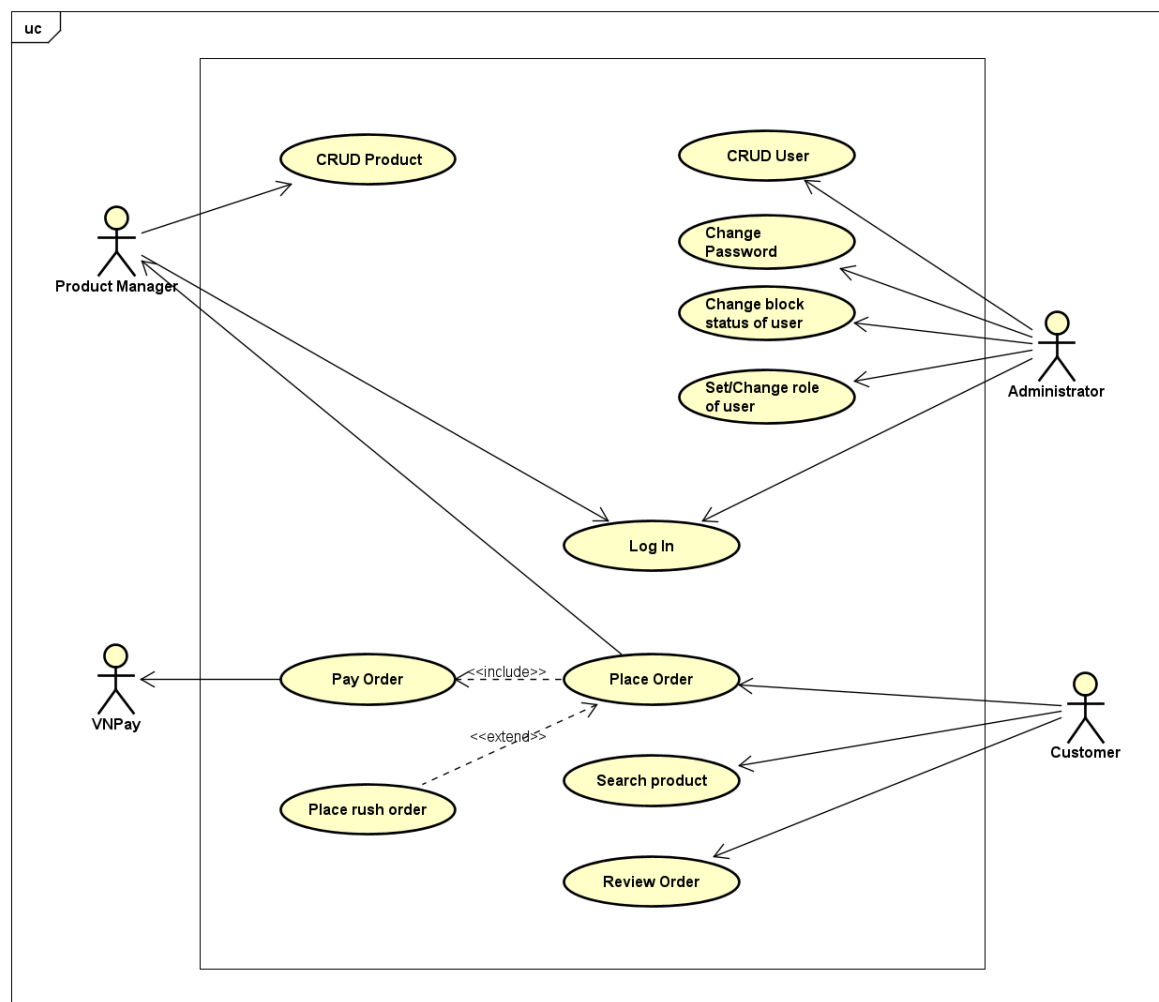 uc
CRUD Product
CRUD User
Change
Password
Product Manager
Change block
status of user
Set/Change role
of user
Administrator
Log In
<<include>>
Pay Order
Place Order
VNPay
<<extend>>
Customer
Search product
Place rush order
Review Order